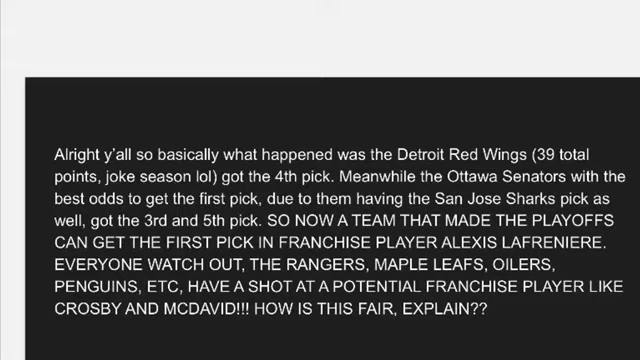 Alright y'all so basically what happened was the Detroit Red Wings (39 total
points, joke season lol) got the 4th pick. Meanwhile the Ottawa Senators with the
best odds to get the first pick, due to them having the San Jose Sharks pick as
well, got the 3rd and 5th pick. SO NOW A TEAM THAT MADE THE PLAYOFFS
CAN GET THE FIRST PICK IN FRANCHISE PLAYER ALEXIS LAFRENIERE.
EVERYONE WATCH OUT, THE RANGERS, MAPLE LEAFS, OILERS,
PENGUINS, ETC, HAVE A SHOT AT A POTENTIAL FRANCHISE PLAYER LIKE
CROSBY AND MCDAVID!!! HOW IS THIS FAIR, EXPLAIN??